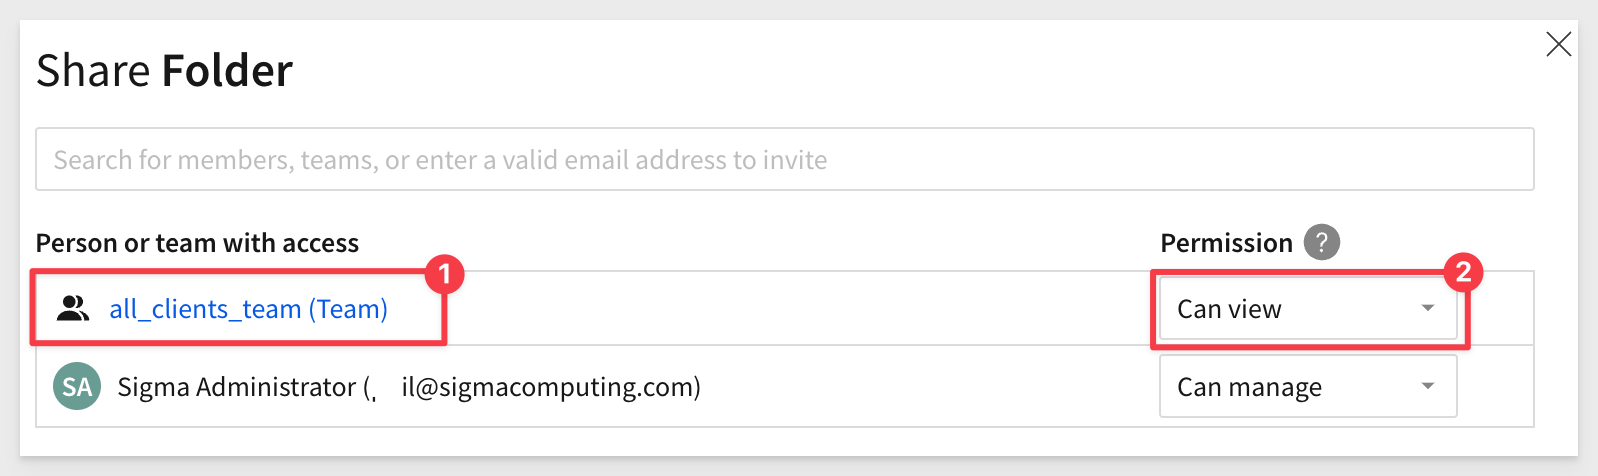 Share Folder
Search for members, teams, or enter a valid email address to invite
Person or team with access Permission ?
1 2
all_clients_team (Team) Can view
SA Sigma Administrator ( il@sigmacomputing.com) Can manage